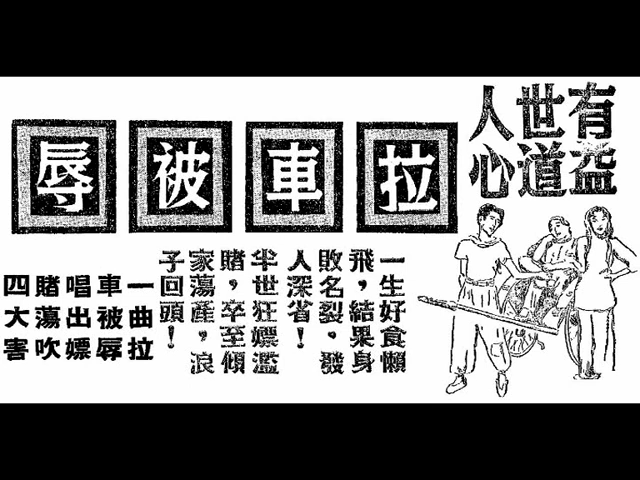 有益
世道
人心
拉車被辱
一生好食懶
飛，結果身
敗名裂。發
人深省！
半世狂嫖濫
賭，卒至傾
家蕩產，浪
子回頭！
一曲拉
車被辱
唱出嫖
賭蕩吹
四大害